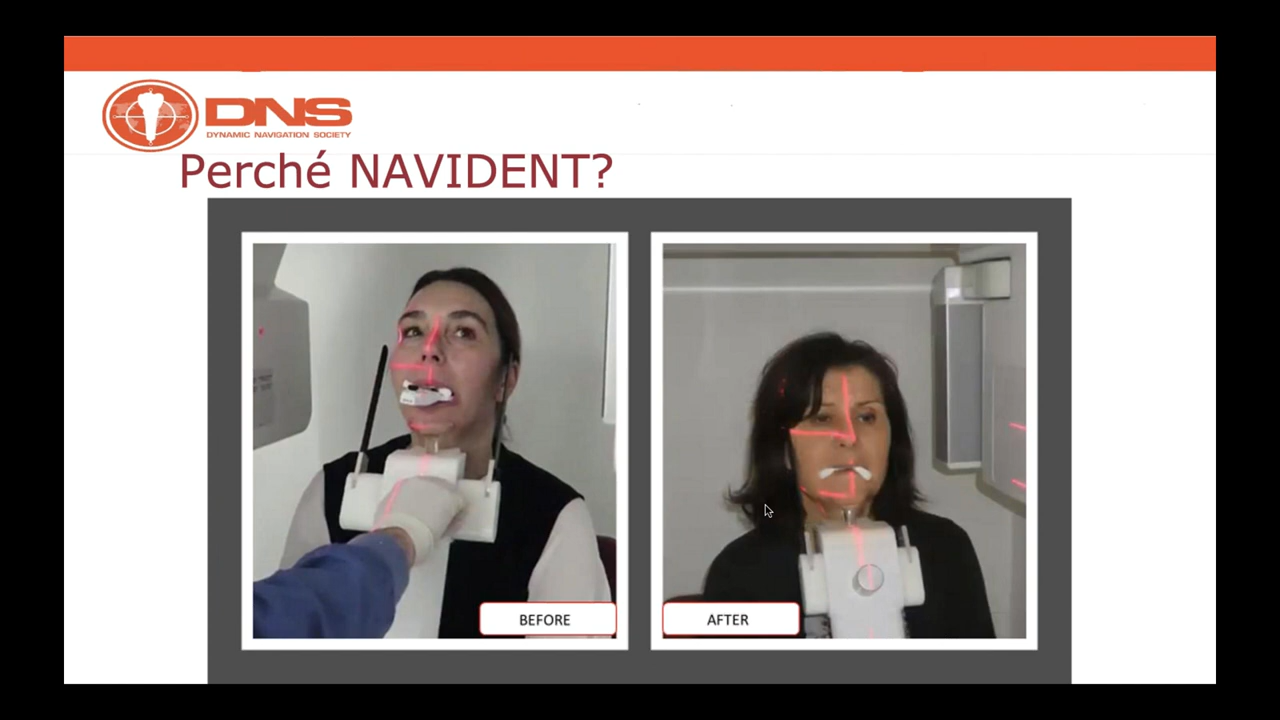 DNS
DYNAMIC NAVIGATION SOCIETY
Perché NAVIDENT?
BEFORE
AFTER